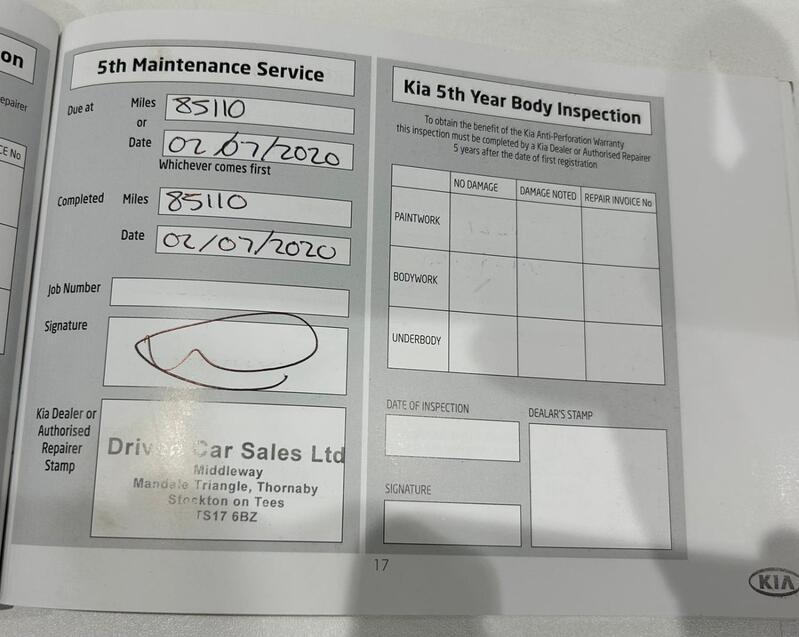 on
epairer
CE No
5th Maintenance Service
Due at
Miles 85110
or
Date 02/07/2020
Whichever comes first
Completed Miles 85110
Date 02/07/2020
Job Number
Signature
Kia Dealer or
Authorised
Repairer
Stamp
Car Sales Ltd
Middleway
Mandale Triangle, Thornaby
Stockton on Tees
TS17 6BZ
Kia 5th Year Body Inspection
To obtain the benefit of the Kia Anti-Perforation Warranty
this inspection must be completed by a Kia Dealer or Authorised Repairer
5 years after the date of first registration
NO DAMAGE DAMAGE NOTED REPAIR INVOICE No
PAINTWORK
BODYWORK
UNDERBODY
DATE OF INSPECTION
DEALAR'S STAMP
SIGNATURE
17
KIA